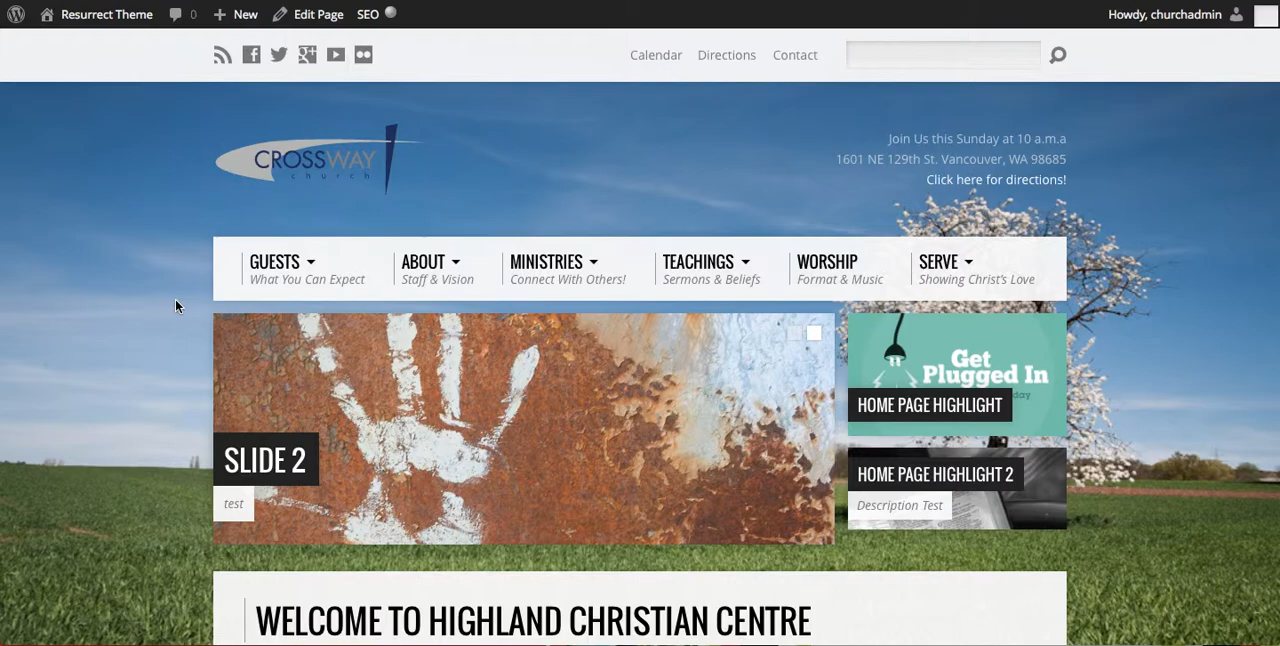 Resurrect Theme 0 New Edit Page SEO Howdy, churchadmin
Calendar Directions Contact
CROSSWAY
church
Join Us this Sunday at 10 a.m.a
1601 NE 129th St. Vancouver, WA 98685
Click here for directions!
GUESTS ABOUT MINISTRIES TEACHINGS WORSHIP SERVE
What You Can Expect Staff & Vision Connect With Others! Sermons & Beliefs Format & Music Showing Christ's Love
Get
Plugged In
HOME PAGE HIGHLIGHT
SLIDE 2
test
HOME PAGE HIGHLIGHT 2
Description Test
WELCOME TO HIGHLAND CHRISTIAN CENTRE